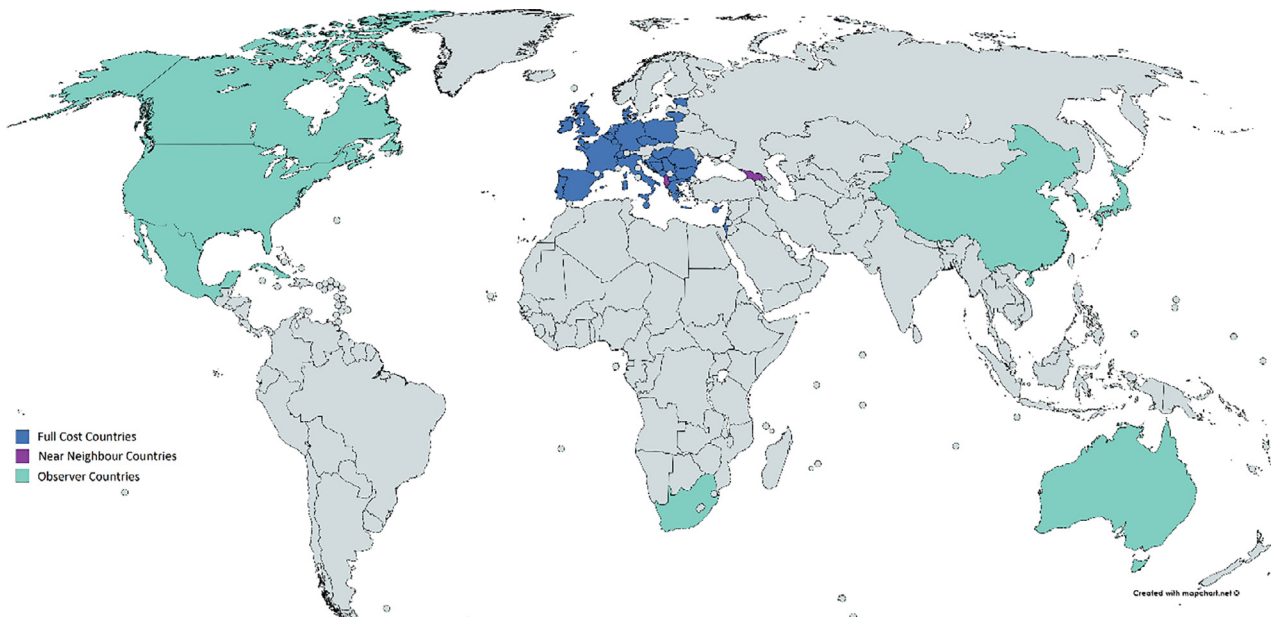 Full Cost Countries
Near Neighbour Countries
Observer Countries
Created with mapchart.net ©